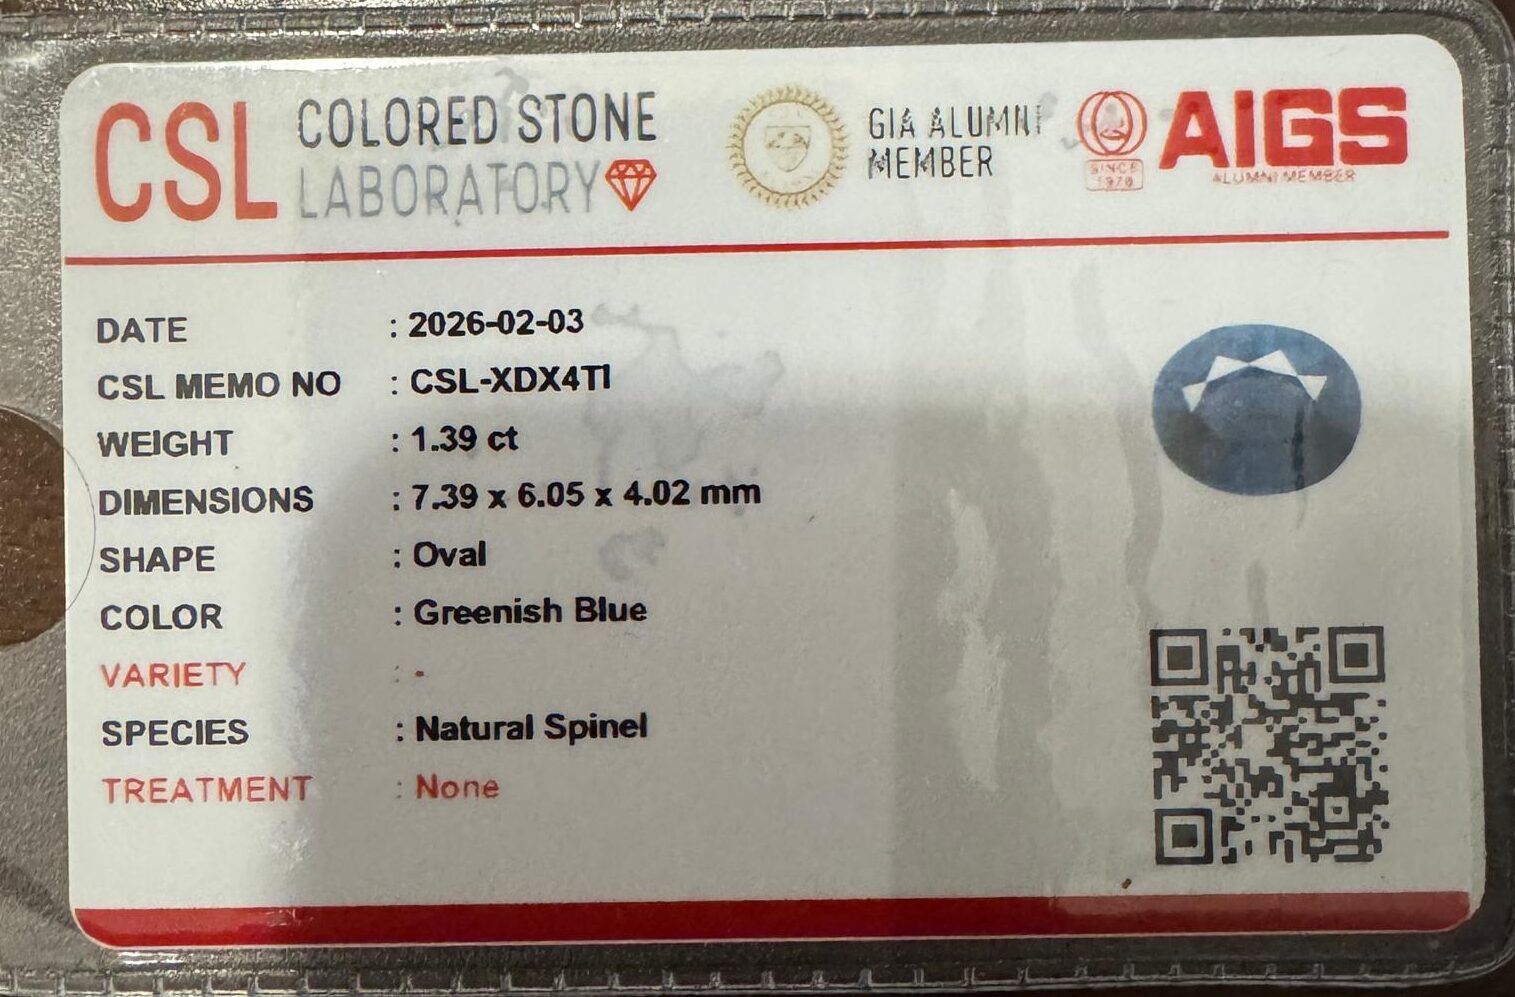 CSL COLORED STONE LABORATORY
GIA ALUMNI MEMBER
SINCE 1978
AIGS
ALUMNI MEMBER
DATE : 2026-02-03
CSL MEMO NO : CSL-XDX4TI
WEIGHT : 1.39 ct
DIMENSIONS : 7.39 x 6.05 x 4.02 mm
SHAPE : Oval
COLOR : Greenish Blue
VARIETY : -
SPECIES : Natural Spinel
TREATMENT : None